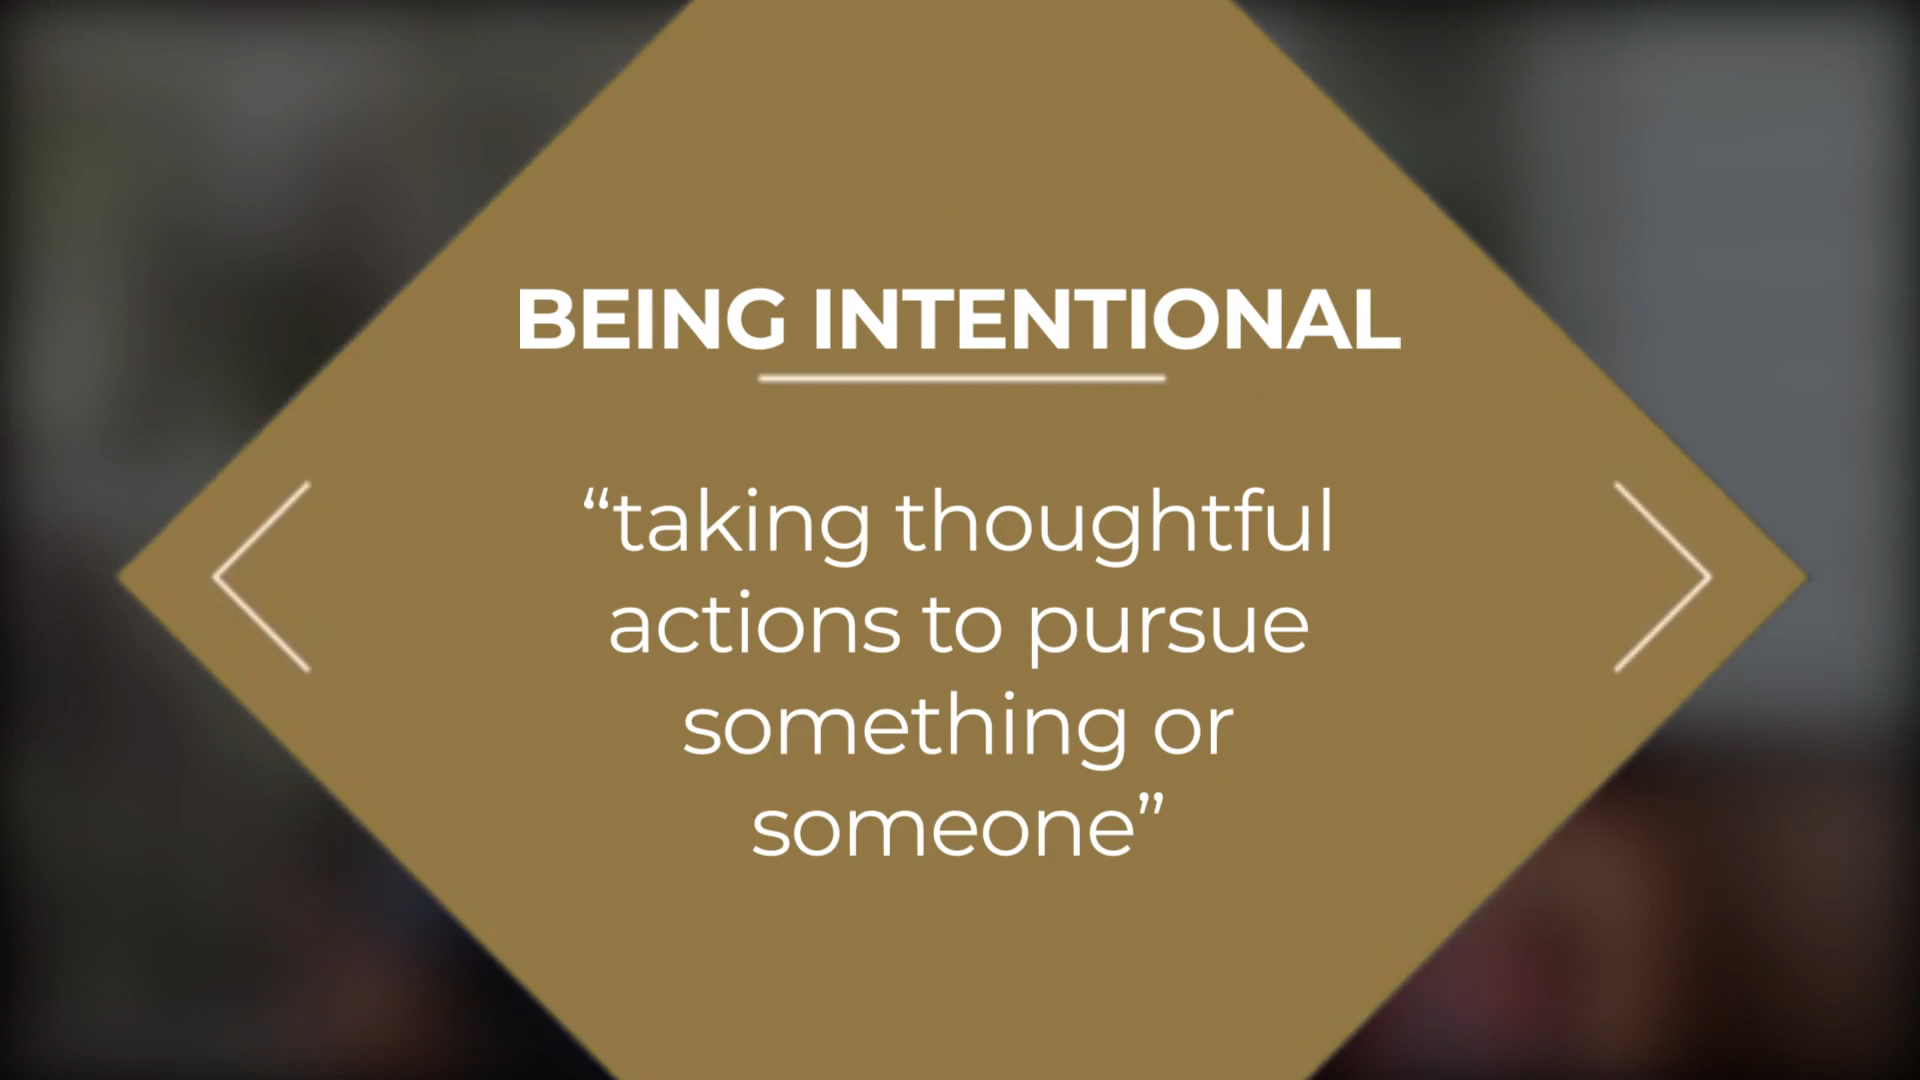 BEING INTENTIONAL
“taking thoughtful
actions to pursue
something or
someone”